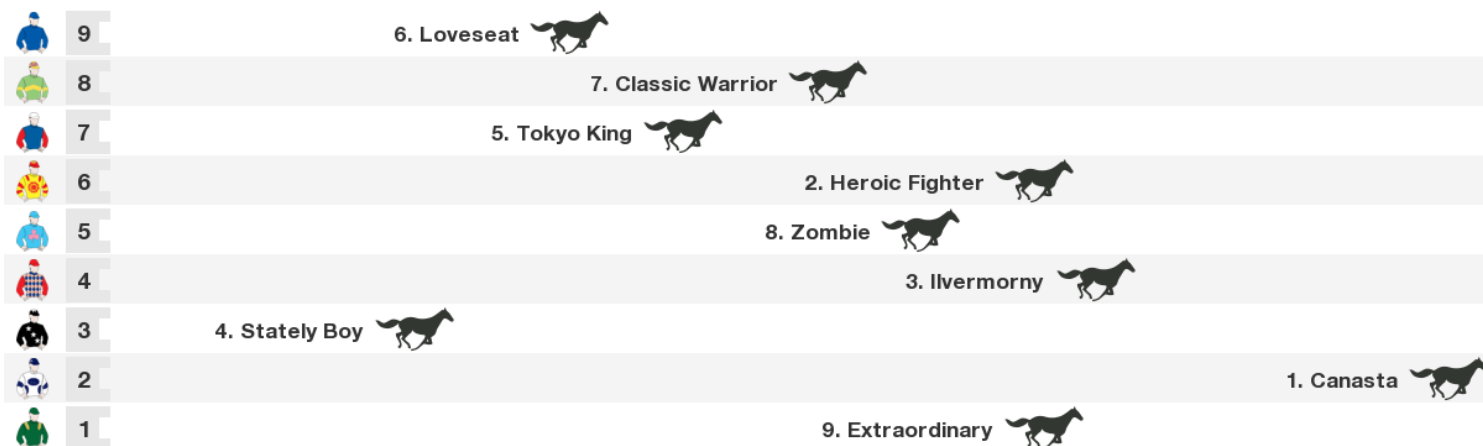 9 6. Loveseat
8 7. Classic Warrior
7 5. Tokyo King
6 2. Heroic Fighter
5 8. Zombie
4 3. Ilvermorny
3 4. Stately Boy
2 1. Canasta
1 9. Extraordinary